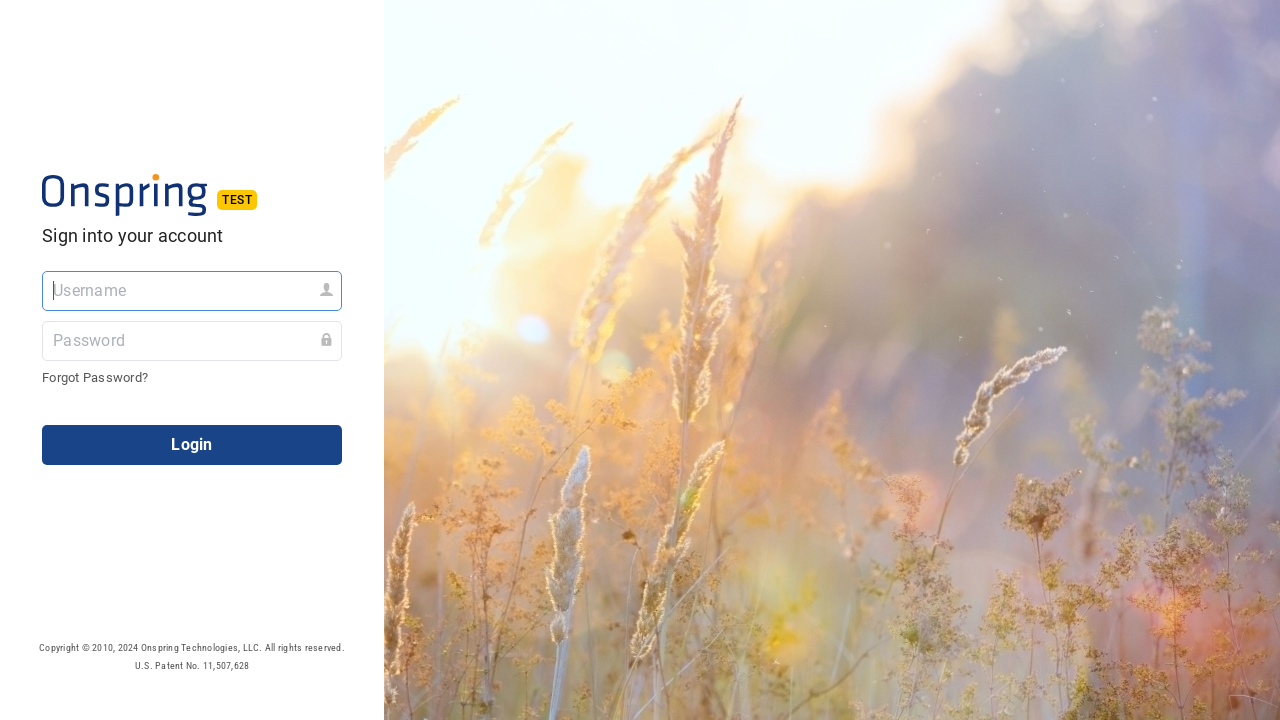 Onspring TEST
Sign into your account
Username
Password
Forgot Password?
Login
Copyright © 2010, 2024 Onspring Technologies, LLC. All rights reserved.
U.S. Patent No. 11,507,628